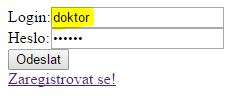 Login: doktor
Heslo: ••••••
Odeslat
Zaregistrovat se!